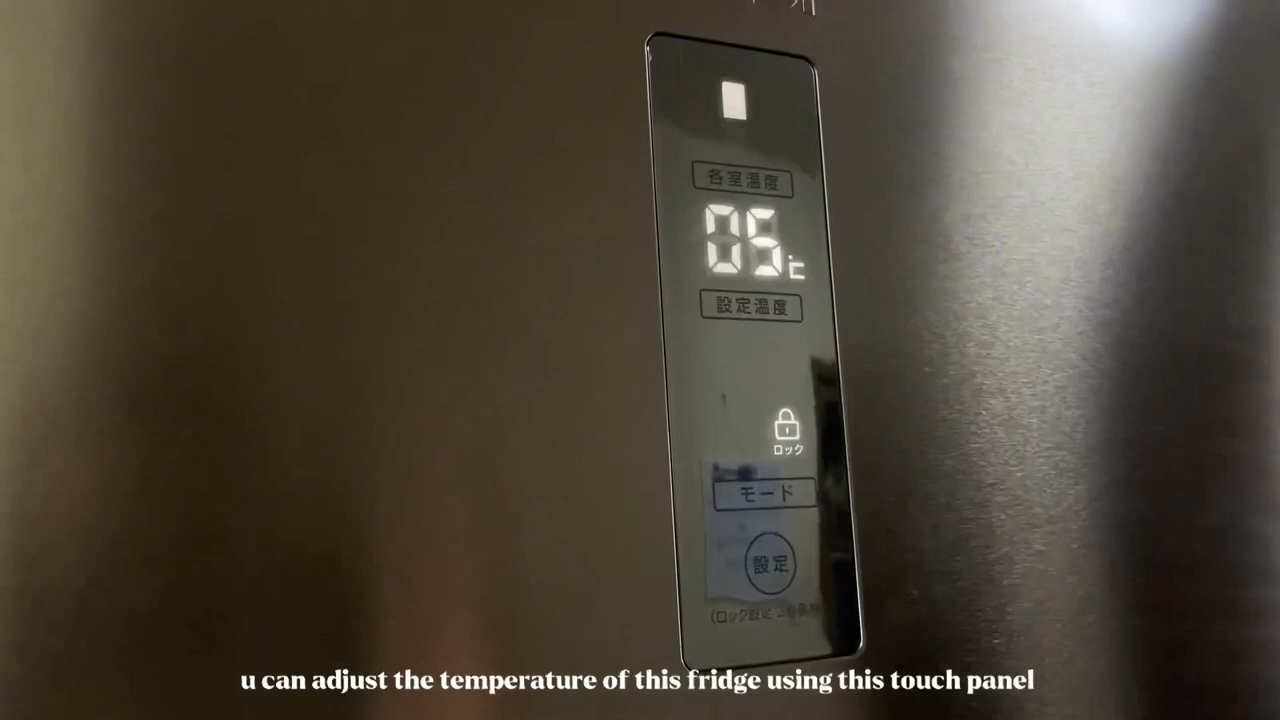 各室温度
05℃
設定温度
ロック
モード
設定
(ロック設定
u can adjust the temperature of this fridge using this touch panel